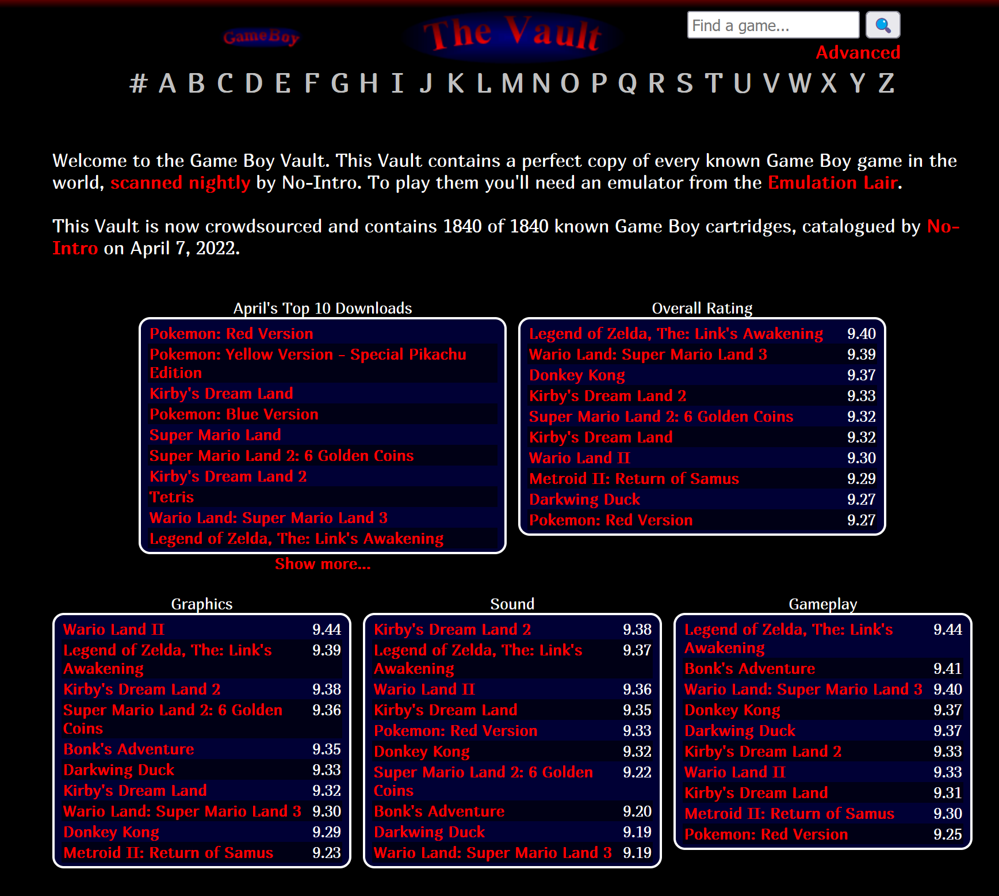 GameBoy
The Vault
Find a game...
Advanced
# A B C D E F G H I J K L M N O P Q R S T U V W X Y Z
Welcome to the Game Boy Vault. This Vault contains a perfect copy of every known Game Boy game in the
world, scanned nightly by No-Intro. To play them you'll need an emulator from the Emulation Lair.
This Vault is now crowdsourced and contains 1840 of 1840 known Game Boy cartridges, catalogued by No-
Intro on April 7, 2022.
April's Top 10 Downloads
Pokemon: Red Version
Pokemon: Yellow Version - Special Pikachu
Edition
Kirby's Dream Land
Pokemon: Blue Version
Super Mario Land
Super Mario Land 2: 6 Golden Coins
Kirby's Dream Land 2
Tetris
Wario Land: Super Mario Land 3
Legend of Zelda, The: Link's Awakening
Show more...
Overall Rating
Legend of Zelda, The: Link's Awakening 9.40
Wario Land: Super Mario Land 3 9.39
Donkey Kong 9.37
Kirby's Dream Land 2 9.33
Super Mario Land 2: 6 Golden Coins 9.32
Kirby's Dream Land 9.32
Wario Land II 9.30
Metroid II: Return of Samus 9.29
Darkwing Duck 9.27
Pokemon: Red Version 9.27
Graphics
Wario Land II 9.44
Legend of Zelda, The: Link's 9.39
Awakening
Kirby's Dream Land 2 9.38
Super Mario Land 2: 6 Golden 9.36
Coins
Bonk's Adventure 9.35
Darkwing Duck 9.33
Kirby's Dream Land 9.32
Wario Land: Super Mario Land 3 9.30
Donkey Kong 9.29
Metroid II: Return of Samus 9.23
Sound
Kirby's Dream Land 2 9.38
Legend of Zelda, The: Link's 9.37
Awakening
Wario Land II 9.36
Kirby's Dream Land 9.35
Pokemon: Red Version 9.33
Donkey Kong 9.32
Super Mario Land 2: 6 Golden 9.22
Coins
Bonk's Adventure 9.20
Darkwing Duck 9.19
Wario Land: Super Mario Land 3 9.19
Gameplay
Legend of Zelda, The: Link's 9.44
Awakening
Bonk's Adventure 9.41
Wario Land: Super Mario Land 3 9.40
Donkey Kong 9.37
Darkwing Duck 9.37
Kirby's Dream Land 2 9.33
Wario Land II 9.33
Kirby's Dream Land 9.31
Metroid II: Return of Samus 9.30
Pokemon: Red Version 9.25